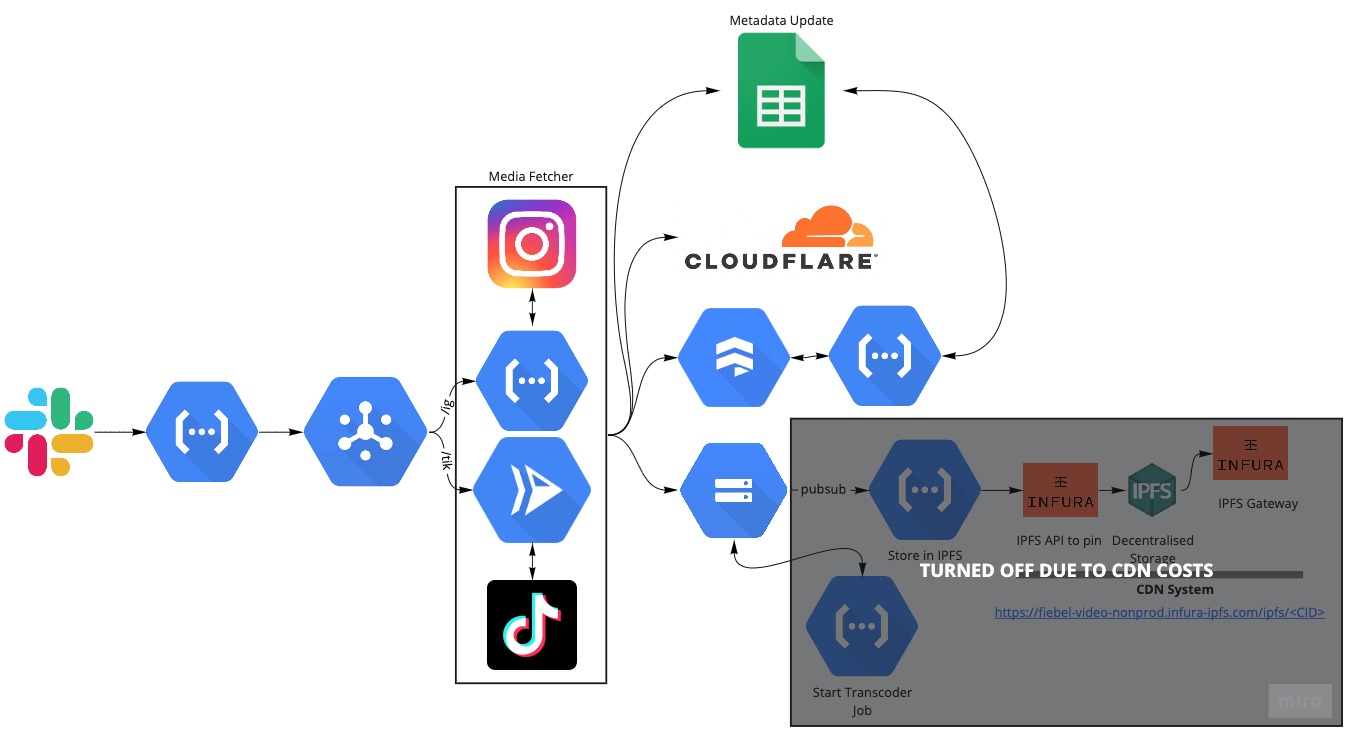 Metadata Update
Media Fetcher
CLOUDFLARE
/ig
/tik
pubsub
Store in IPFS
INFURA
IPFS API to pin
IPFS
Decentralised
Storage
INFURA
IPFS Gateway
TURNED OFF DUE TO CDN COSTS
CDN System
https://fiebel-video-nonprod.infura-ipfs.com/ipfs/<CID>
Start Transcoder
Job
miro